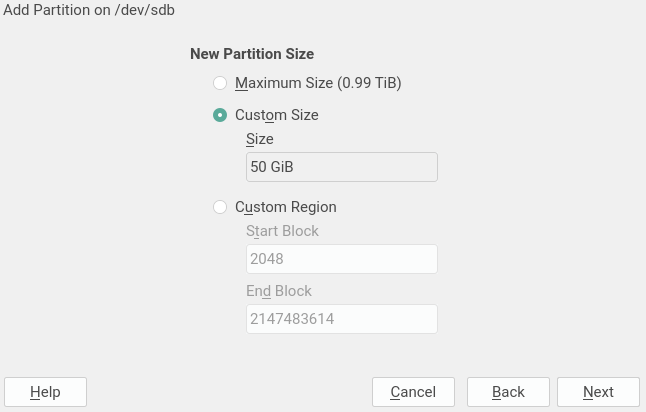 Add Partition on /dev/sdb
New Partition Size
Maximum Size (0.99 TiB)
Custom Size
Size
50 GiB
Custom Region
Start Block
2048
End Block
2147483614
Help Cancel Back Next